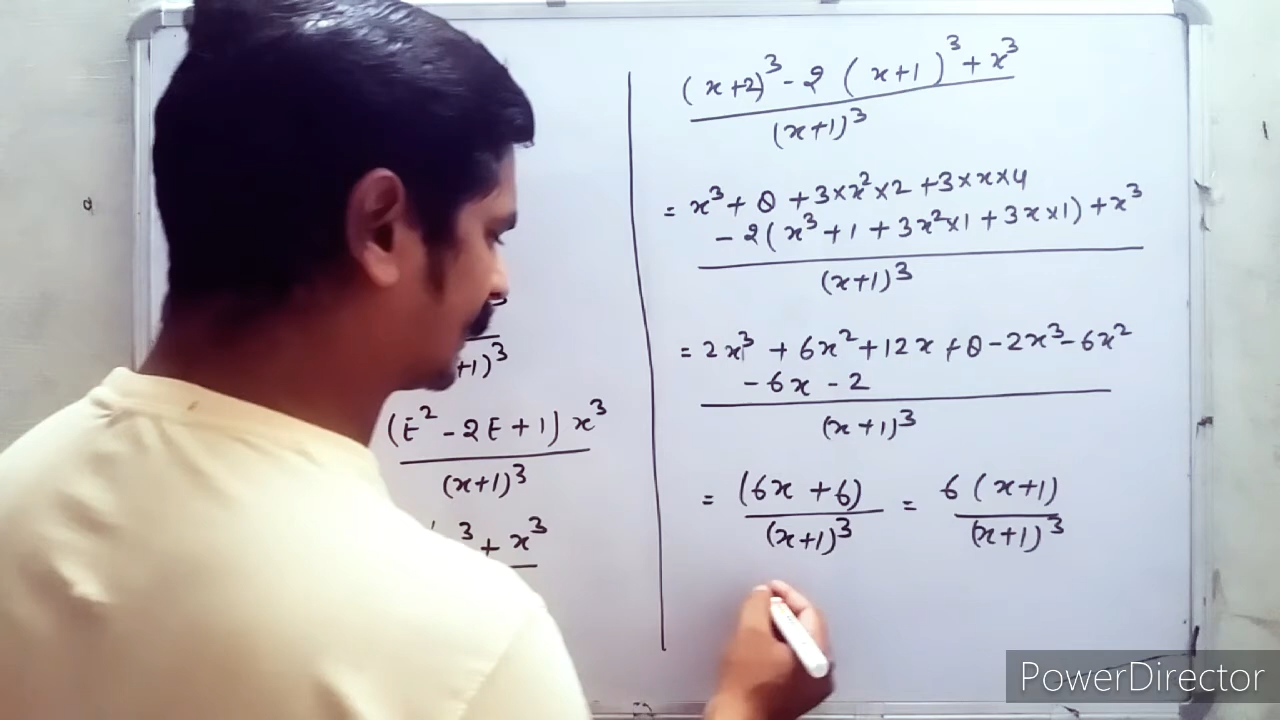 +1)³
(E² - 2E + 1) x³
(x+1)³
³ + x³
(x+2)³ - 2 (x+1)³ + x³
(x+1)³
= x³ + 8 + 3×x²×2 + 3×x×4
- 2(x³ + 1 + 3x²×1 + 3x×1) + x³
(x+1)³
= 2x³ + 6x² + 12x + 8 - 2x³ - 6x²
- 6x - 2
(x+1)³
= (6x + 6) = 6 (x+1)
(x+1)³ (x+1)³
PowerDirector